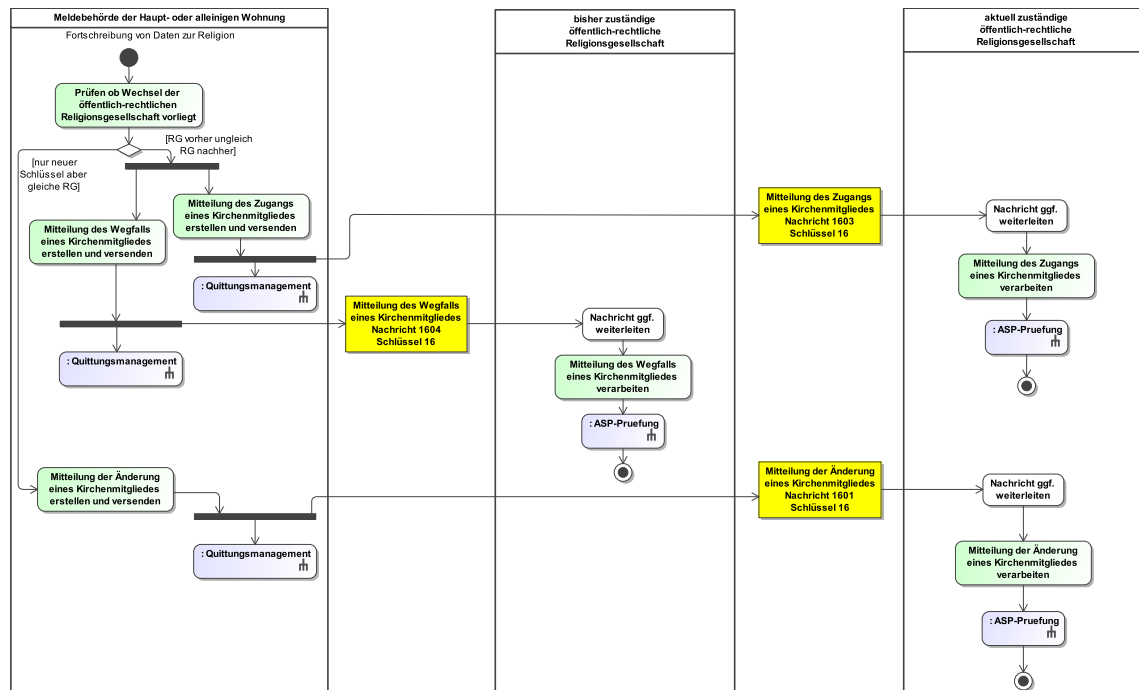 Meldebehörde der Haupt- oder alleinigen Wohnung
Fortschreibung von Daten zur Religion
Prüfen ob Wechsel der
öffentlich-rechtlichen
Religionsgesellschaft vorliegt
[nur neuer
Schlüssel aber
gleiche RG]
[RG vorher ungleich
RG nachher]
Mitteilung des Zugangs
eines Kirchenmitgliedes
erstellen und versenden
Mitteilung des Wegfalls
eines Kirchenmitgliedes
erstellen und versenden
: Quittungsmanagement
: Quittungsmanagement
Mitteilung der Änderung
eines Kirchenmitgliedes
erstellen und versenden
: Quittungsmanagement
Mitteilung des Wegfalls
eines Kirchenmitgliedes
Nachricht 1604
Schlüssel 16
bisher zuständige
öffentlich-rechtliche
Religionsgesellschaft
Nachricht ggf.
weiterleiten
Mitteilung des Wegfalls
eines Kirchenmitgliedes
verarbeiten
: ASP-Pruefung
Mitteilung des Zugangs
eines Kirchenmitgliedes
Nachricht 1603
Schlüssel 16
Mitteilung der Änderung
eines Kirchenmitgliedes
Nachricht 1601
Schlüssel 16
aktuell zuständige
öffentlich-rechtliche
Religionsgesellschaft
Nachricht ggf.
weiterleiten
Mitteilung des Zugangs
eines Kirchenmitgliedes
verarbeiten
: ASP-Pruefung
Nachricht ggf.
weiterleiten
Mitteilung der Änderung
eines Kirchenmitgliedes
verarbeiten
: ASP-Pruefung